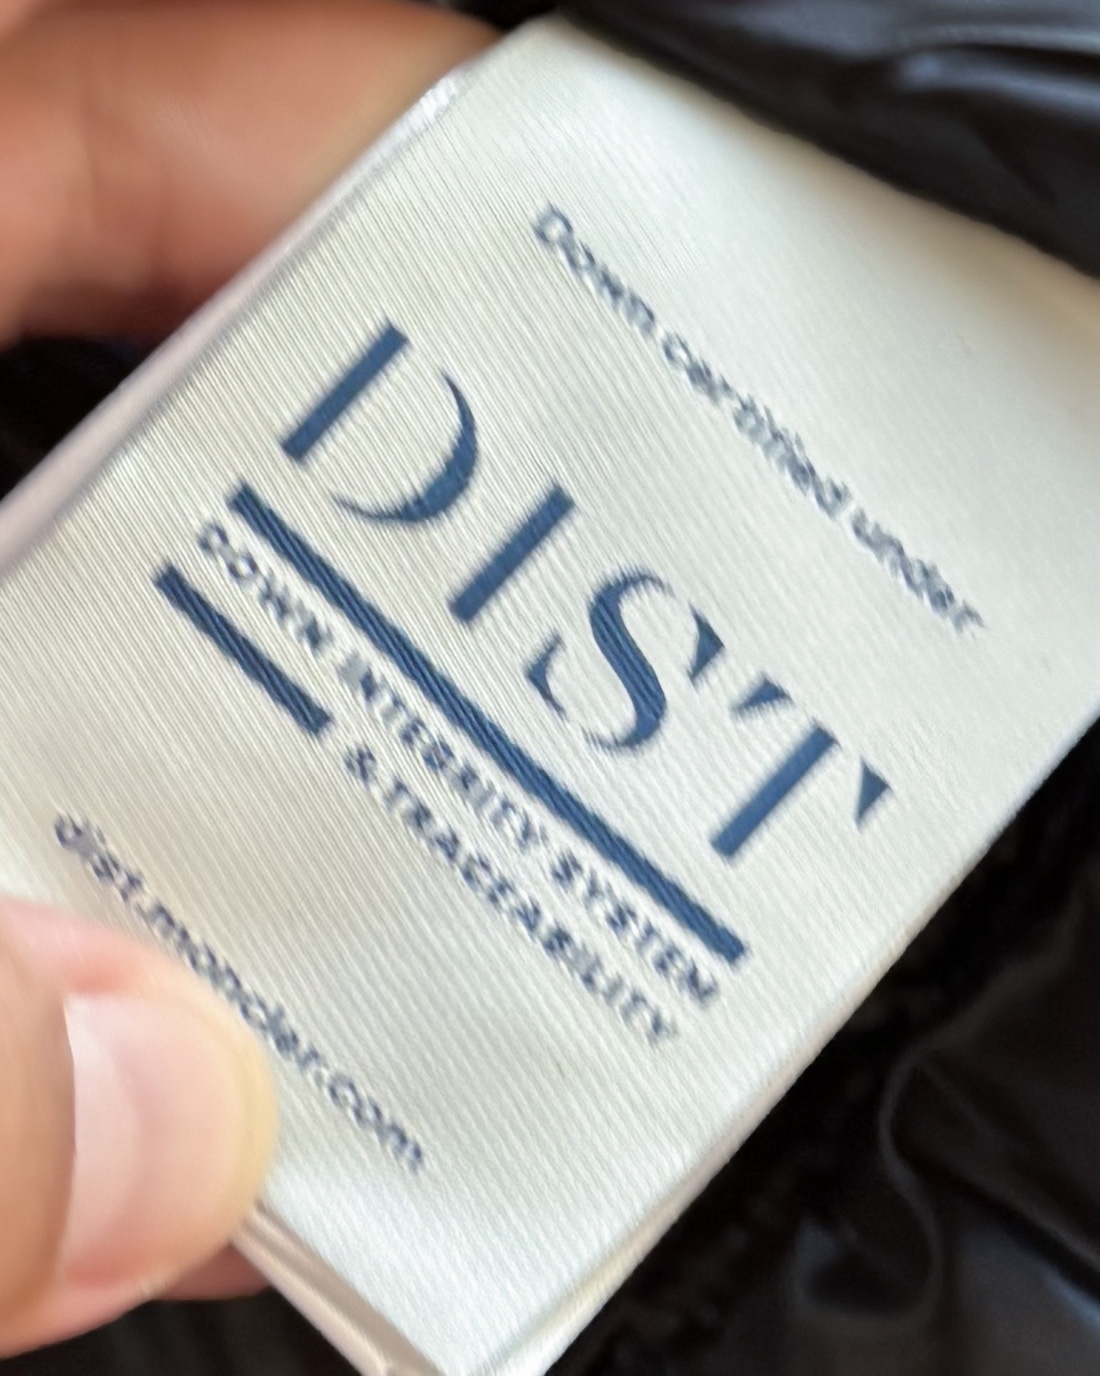 Down certified under
DIST
DOWN INTEGRITY SYSTEM
& TRACEABILITY
dist.moncler.com